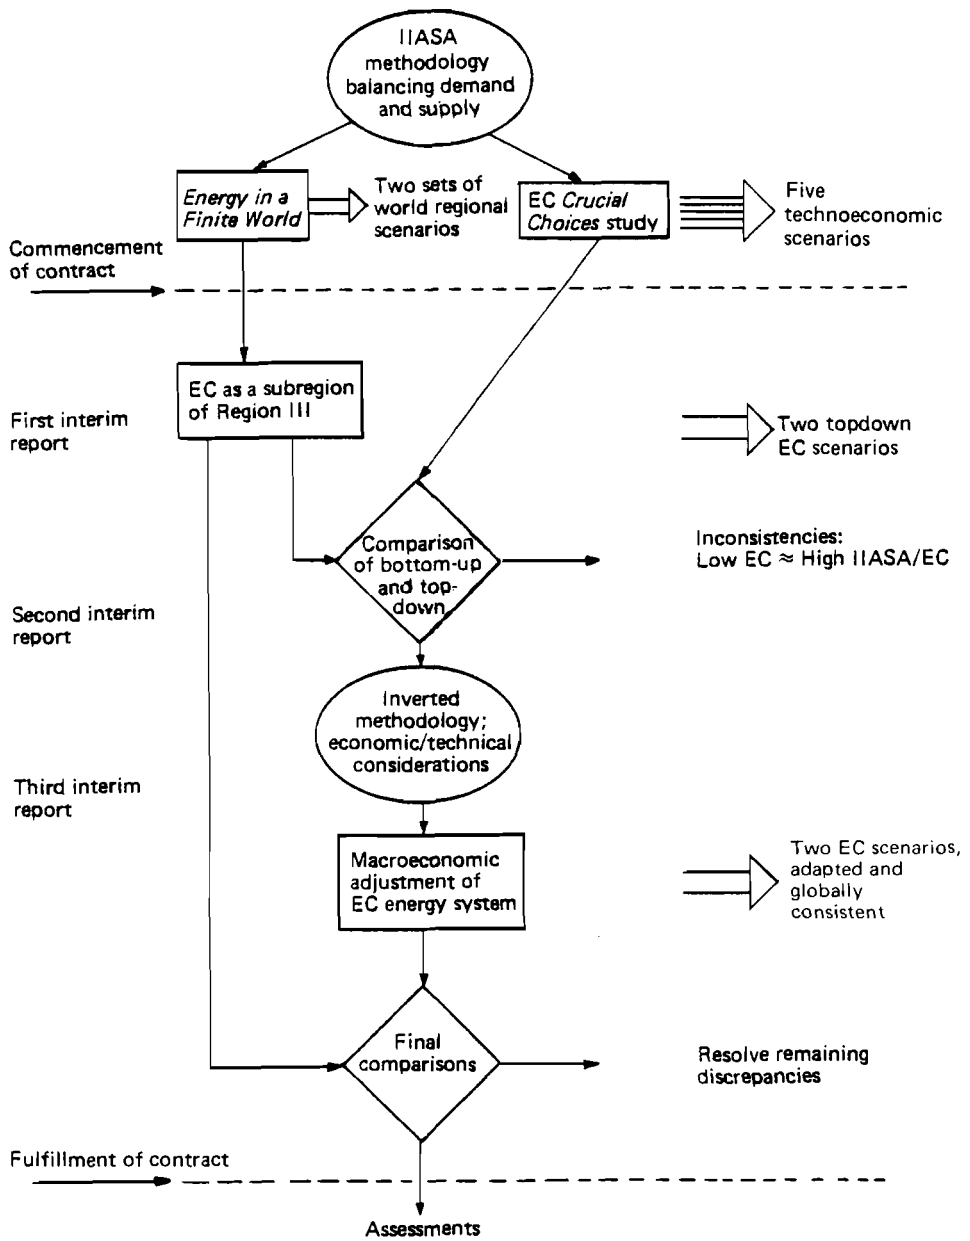 IIASA
methodology
balancing demand
and supply
Energy in a
Finite World
Two sets of
world regional
scenarios
EC Crucial
Choices study
Five
technoeconomic
scenarios
Commencement
of contract
EC as a subregion
of Region III
First interim
report
Two topdown
EC scenarios
Comparison
of bottom-up
and top-
down
Inconsistencies:
Low EC ≈ High IIASA/EC
Second interim
report
Inverted
methodology;
economic/technical
considerations
Third interim
report
Macroeconomic
adjustment of
EC energy system
Two EC scenarios,
adapted and
globally
consistent
Final
comparisons
Resolve remaining
discrepancies
Fulfillment of contract
Assessments